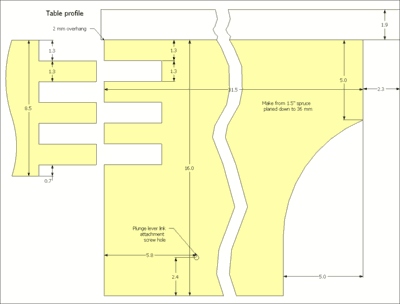 Table profile
2 mm overhang
1.9
1.3
1.3
1.3
1.3
8.5
5.0
31.5
2.3
Make from 1.5" spruce
planed down to 36 mm
16.0
0.7
Plunge lever link
attachment
screw hole
5.8
2.4
5.0